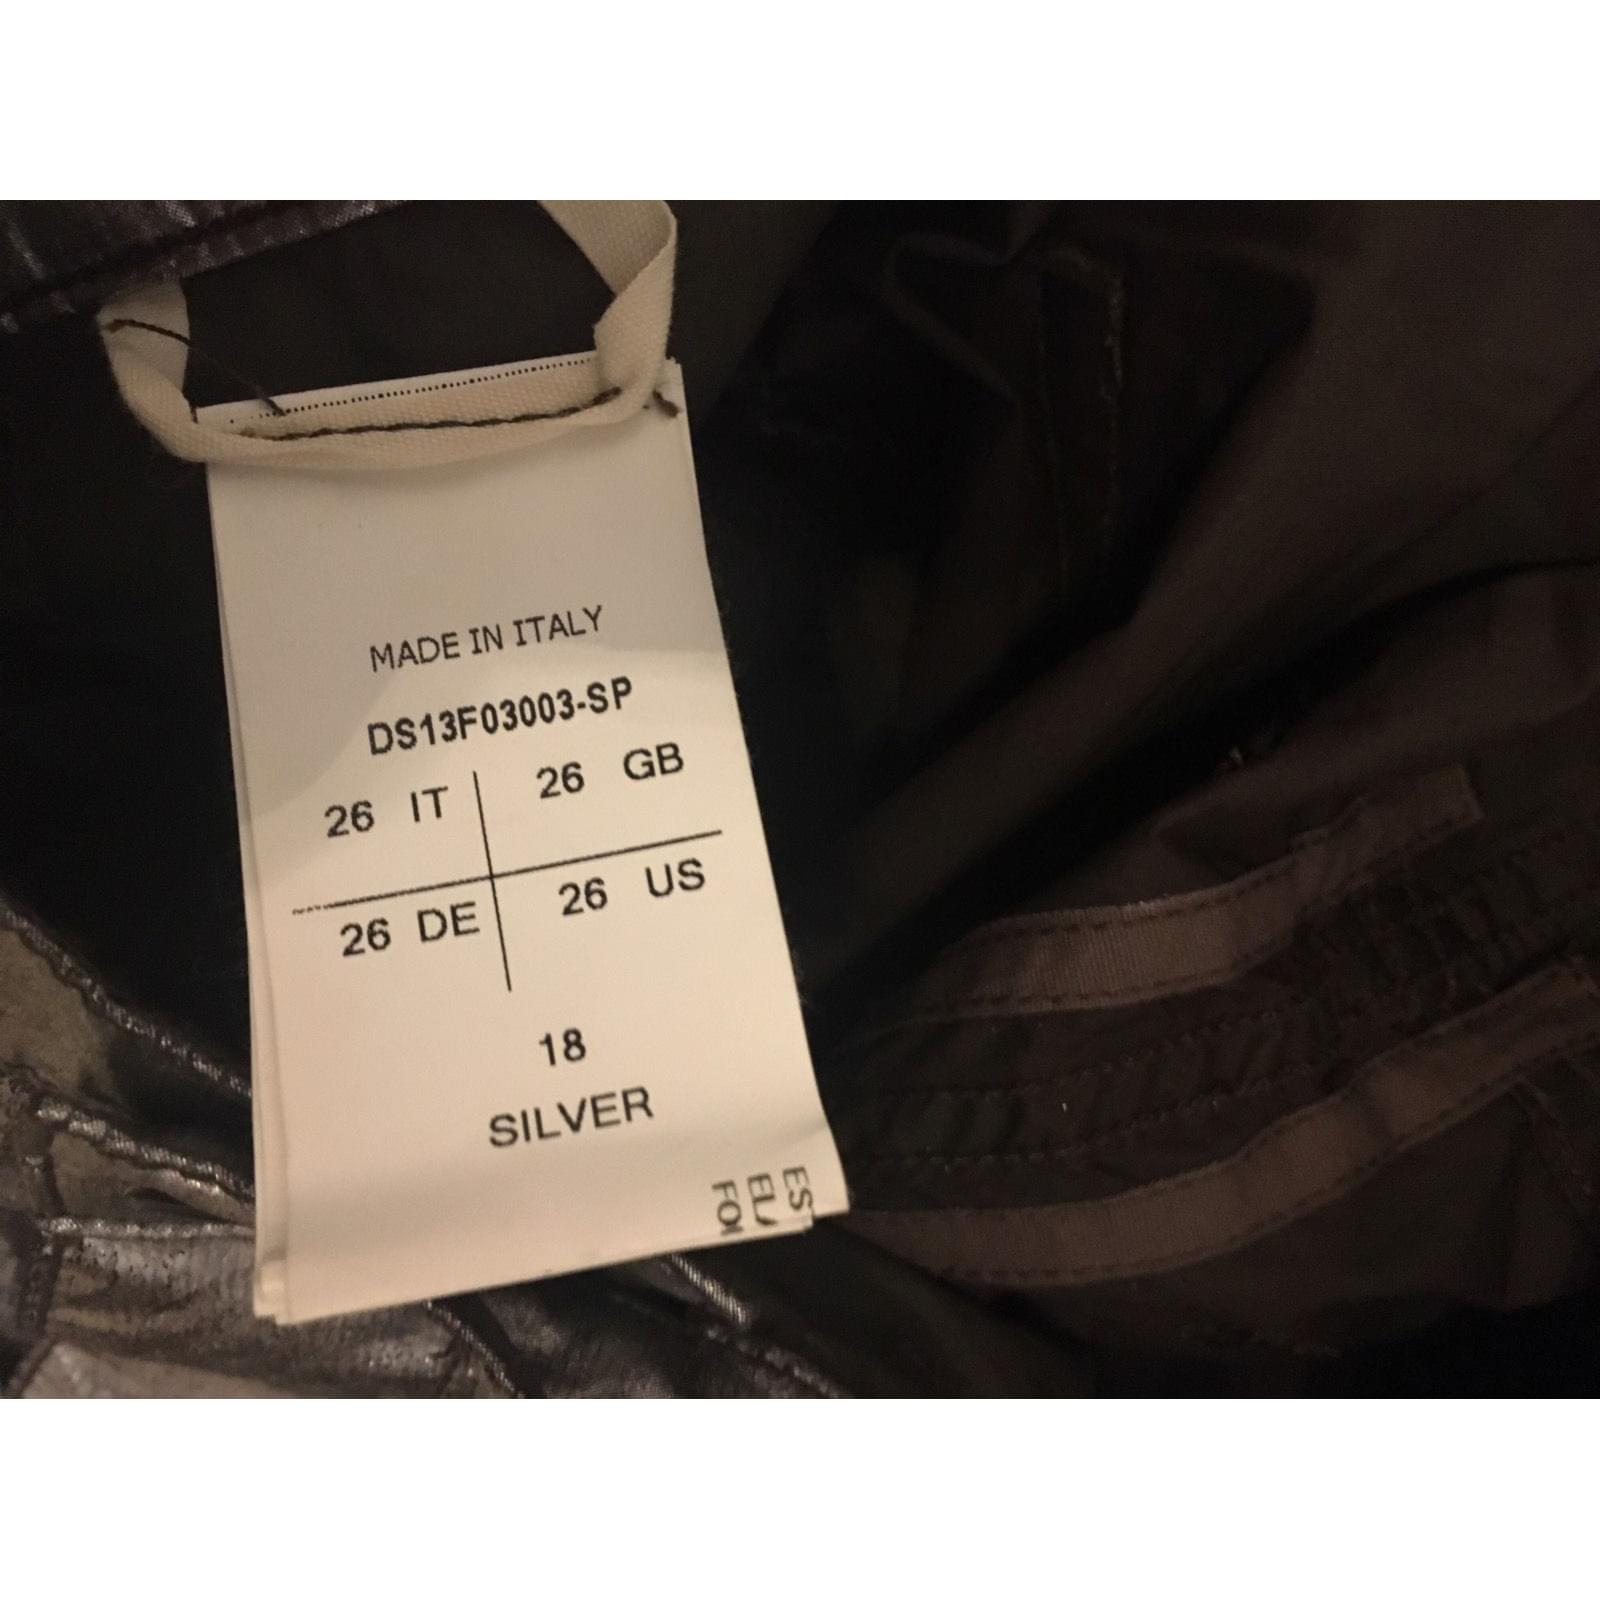 MADE IN ITALY
DS13F03003-SP
26 IT 26 GB
26 DE 26 US
18
SILVER